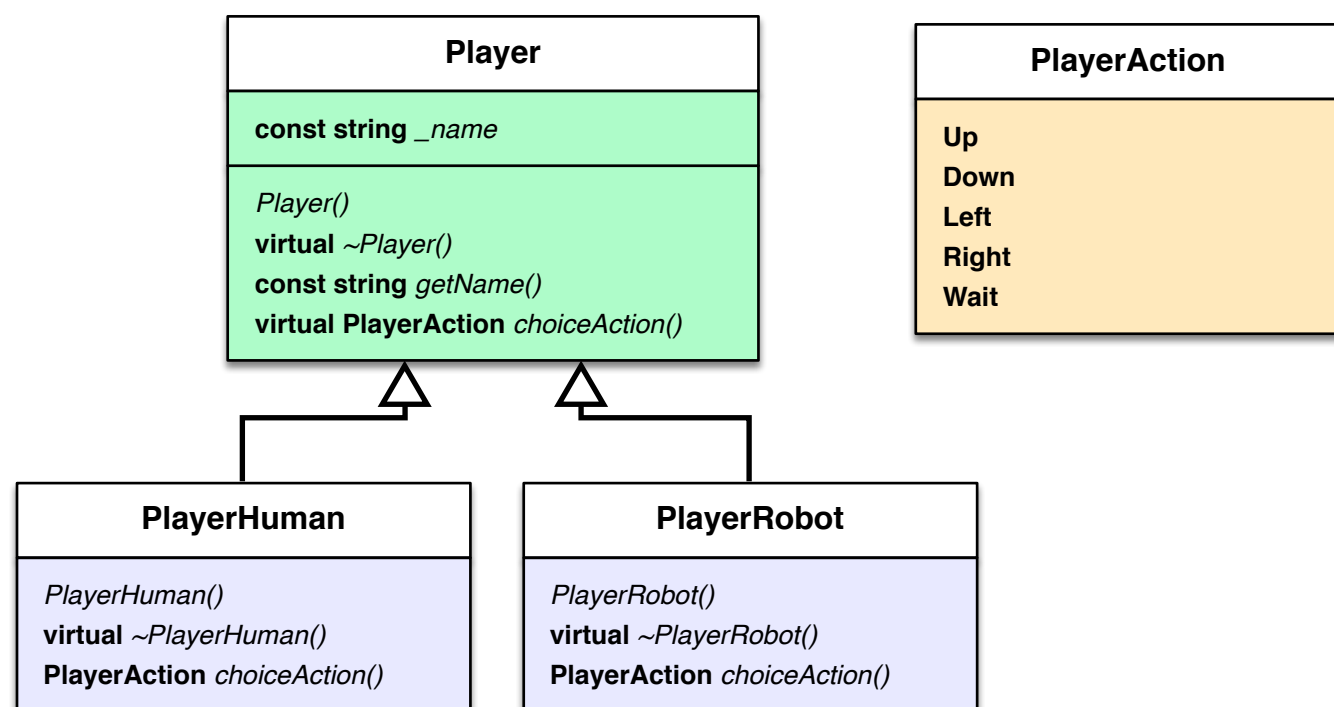 Player
const string _name
Player()
virtual ~Player()
const string getName()
virtual PlayerAction choiceAction()
PlayerAction
Up
Down
Left
Right
Wait
PlayerHuman
PlayerHuman()
virtual ~PlayerHuman()
PlayerAction choiceAction()
PlayerRobot
PlayerRobot()
virtual ~PlayerRobot()
PlayerAction choiceAction()